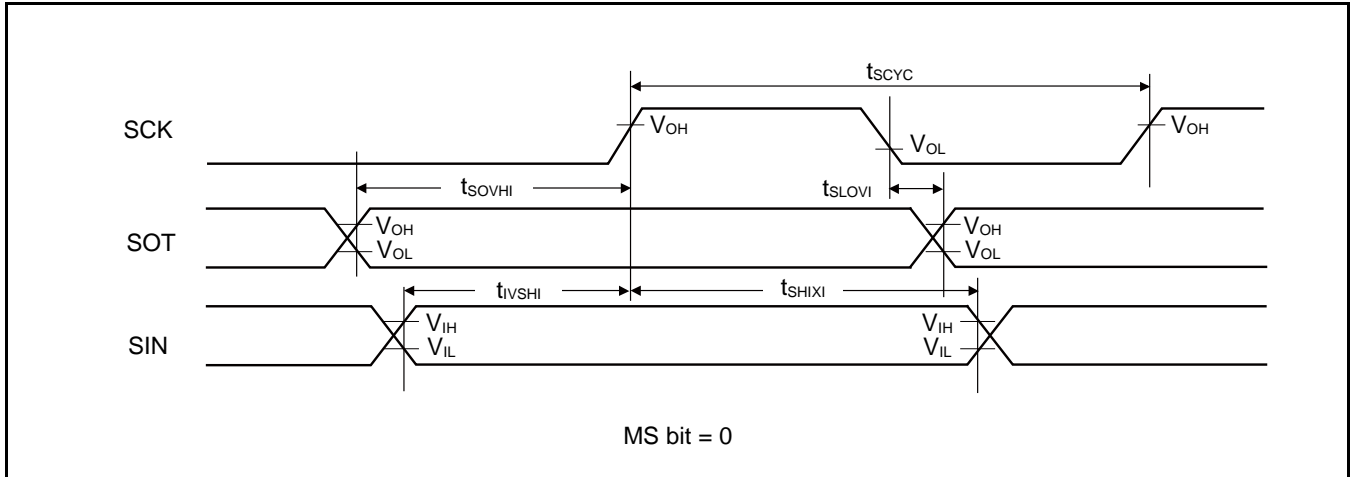 tSCYC
SCK
VOH
VOL
VOH
tSOVHI
tSLOVI
SOT
VOH
VOL
VOH
VOL
tIVSHI
tSHIXI
SIN
VIH
VIL
VIH
VIL
MS bit = 0